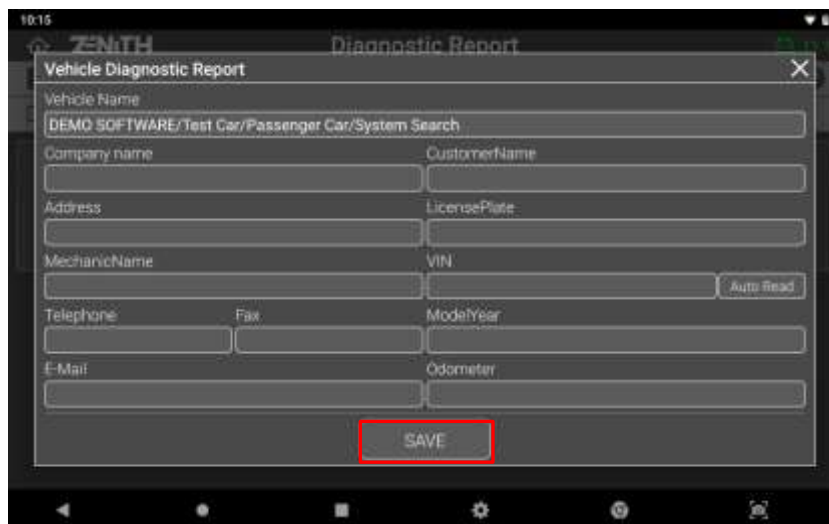 10:15
ZENITH Diagnostic Report
Vehicle Diagnostic Report
Vehicle Name
DEMO SOFTWARE/Test Car/Passenger Car/System Search
Company name CustomerName
Address LicensePlate
MechanicName VIN
Auto Read
Telephone Fax ModelYear
E-Mail Odometer
SAVE